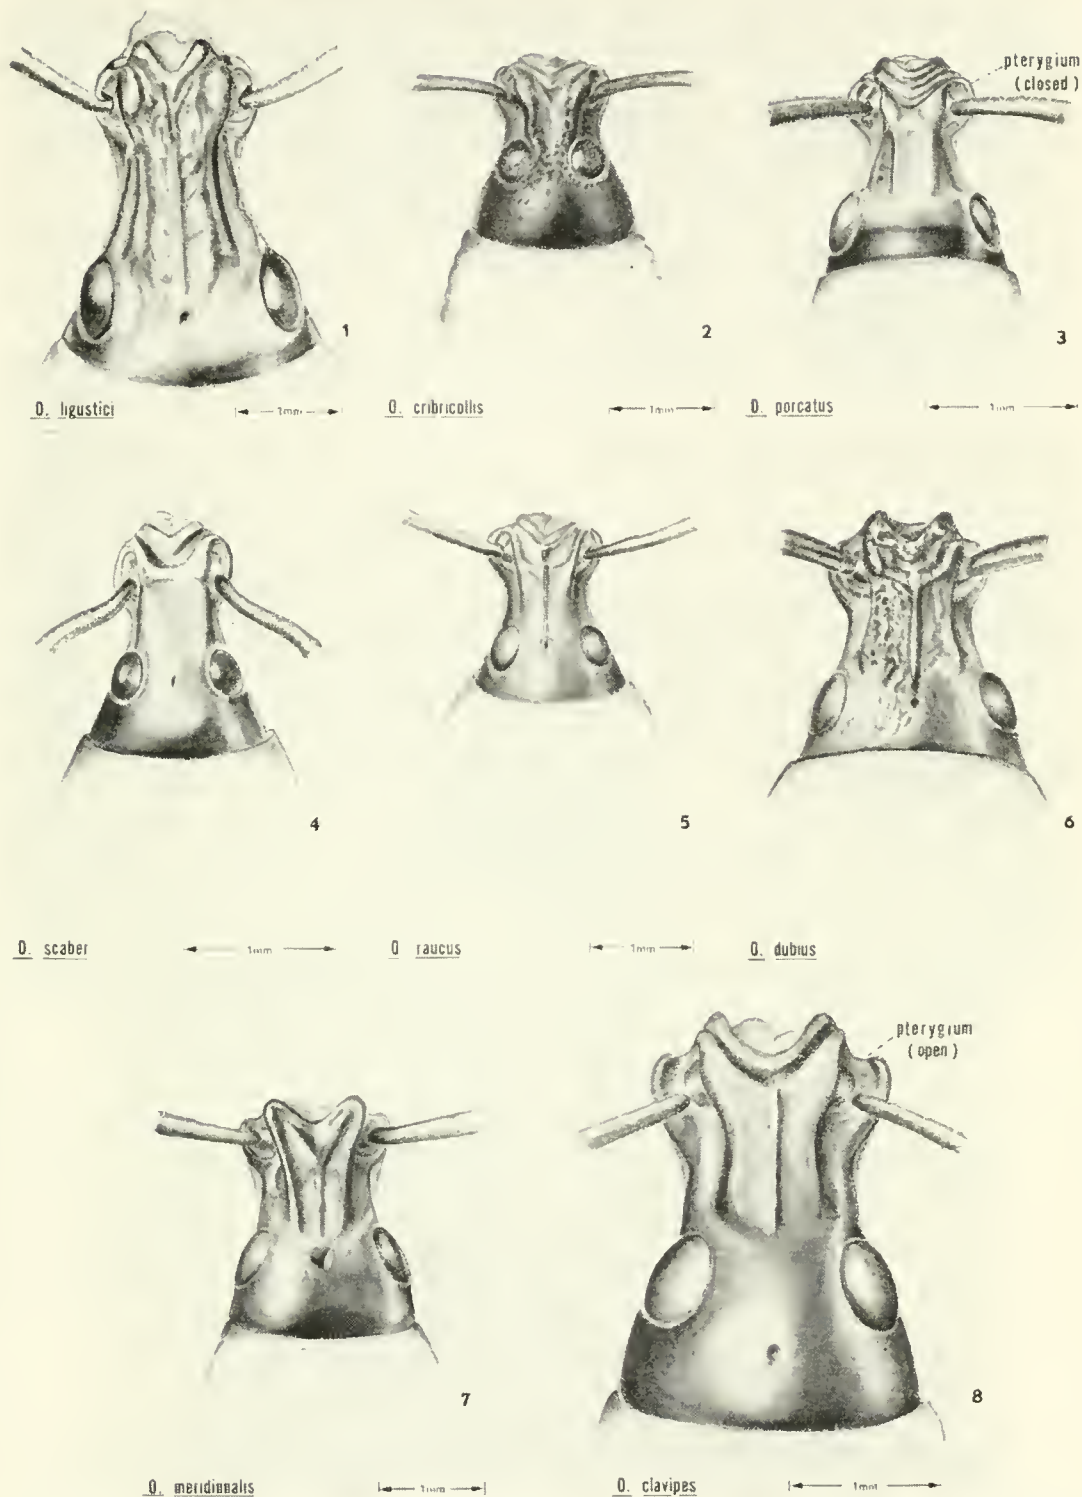 pterygium
(closed)
1
2
3
O. ligustici
1mm
O. cribricollis
1mm
O. porcatus
1mm
4
5
6
O. scaber
1mm
O raucus
1mm
O. dubius
pterygium
(open)
7
8
O. meridionalis
1mm
O. clavipes
1mm